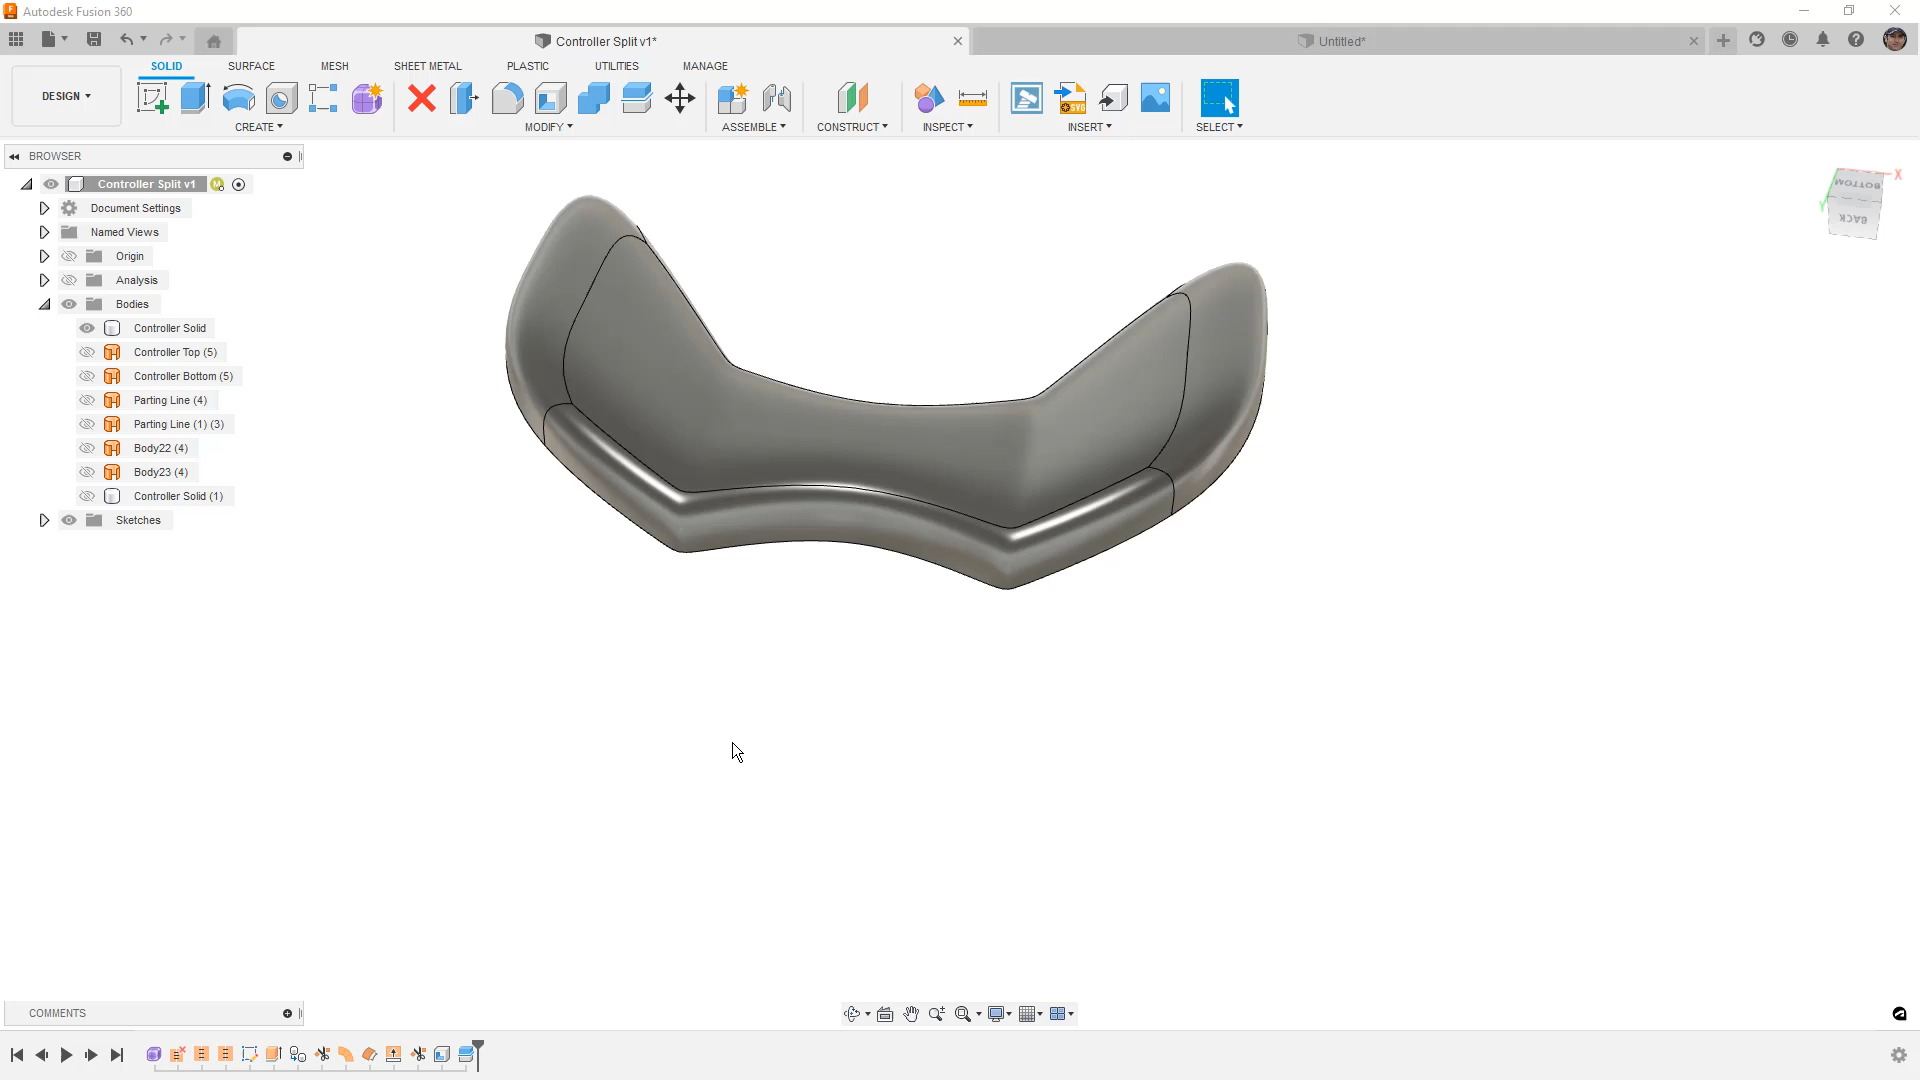 Autodesk Fusion 360
Controller Split v1*
Untitled*
SOLID
SURFACE
MESH
SHEET METAL
PLASTIC
UTILITIES
MANAGE
DESIGN
CREATE
MODIFY
ASSEMBLE
CONSTRUCT
INSPECT
INSERT
SELECT
SVG
BROWSER
Controller Split v1
M
Document Settings
Named Views
Origin
Analysis
Bodies
Controller Solid
Controller Top (5)
Controller Bottom (5)
Parting Line (4)
Parting Line (1) (3)
Body22 (4)
Body23 (4)
Controller Solid (1)
Sketches
X
BOTTOM
Y
BACK
COMMENTS